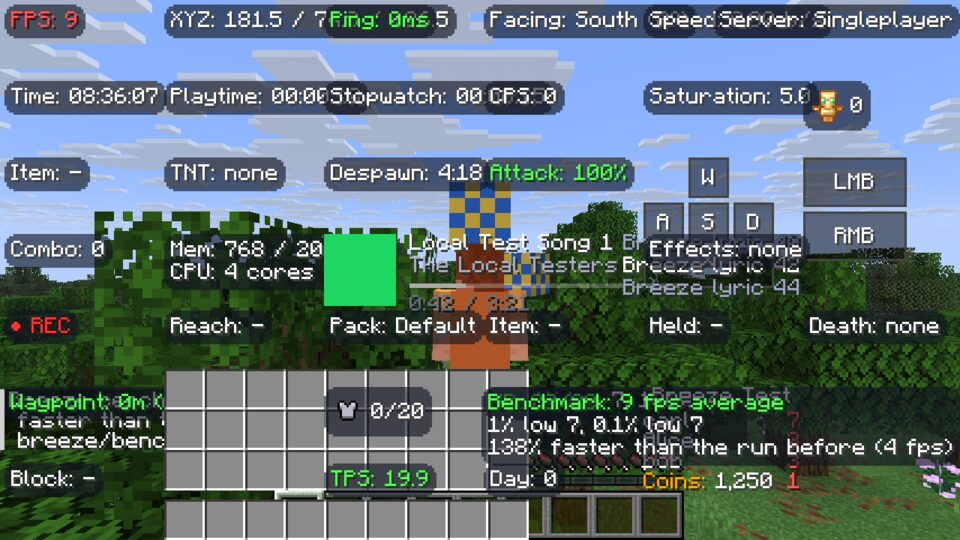 FPS: 9
XYZ: 181.5 / 7
Ping: 0ms
5
Facing: South
Speed
Server: Singleplayer
Time: 08:36:07
Playtime: 00:00
Stopwatch: 00
CPS: 0
Saturation: 5.0
0
Item: -
TNT: none
Despawn: 4:18
Attack: 100%
W
LMB
A S D
RMB
Combo: 0
Mem: 768 / 20
CPU: 4 cores
Local Test Song 1
The Local Testers
0:42 / 3:21
Effects: none
Breeze lyric 43
Breeze lyric 44
● REC
Reach: -
Pack: Default
Item: -
Held: -
Death: none
Waypoint: 0m
faster than
breeze/benc
0/20
Benchmark: 9 fps average
1% low 7, 0.1% low 7
138% faster than the run before (4 fps)
Breeze Test
7
Block: -
TPS: 19.9
Day: 0
Coins: 1,250
1